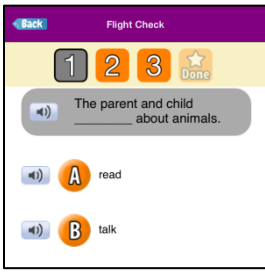 Back Flight Check
1 2 3 Done
The parent and child
________ about animals.
A read
B talk